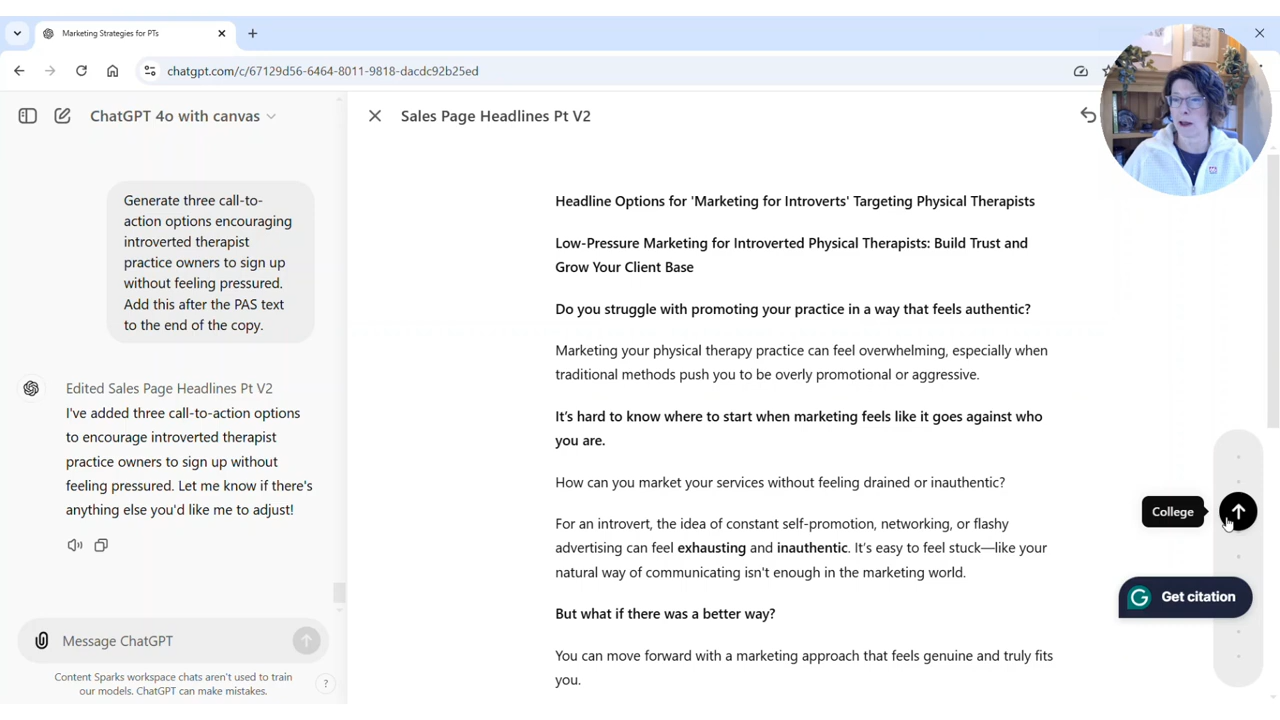 Marketing Strategies for PTs
chatgpt.com/c/67129d56-6464-8011-9818-dacdc92b25ed
ChatGPT 4o with canvas
Sales Page Headlines Pt V2
Generate three call-to-
action options encouraging
introverted therapist
practice owners to sign up
without feeling pressured.
Add this after the PAS text
to the end of the copy.
Edited Sales Page Headlines Pt V2
I've added three call-to-action options
to encourage introverted therapist
practice owners to sign up without
feeling pressured. Let me know if there's
anything else you'd like me to adjust!
Message ChatGPT
Content Sparks workspace chats aren't used to train
our models. ChatGPT can make mistakes.
?
Headline Options for 'Marketing for Introverts' Targeting Physical Therapists
Low-Pressure Marketing for Introverted Physical Therapists: Build Trust and
Grow Your Client Base
Do you struggle with promoting your practice in a way that feels authentic?
Marketing your physical therapy practice can feel overwhelming, especially when
traditional methods push you to be overly promotional or aggressive.
It's hard to know where to start when marketing feels like it goes against who
you are.
How can you market your services without feeling drained or inauthentic?
For an introvert, the idea of constant self-promotion, networking, or flashy
advertising can feel exhausting and inauthentic. It's easy to feel stuck—like your
natural way of communicating isn't enough in the marketing world.
But what if there was a better way?
You can move forward with a marketing approach that feels genuine and truly fits
you.
College
Get citation